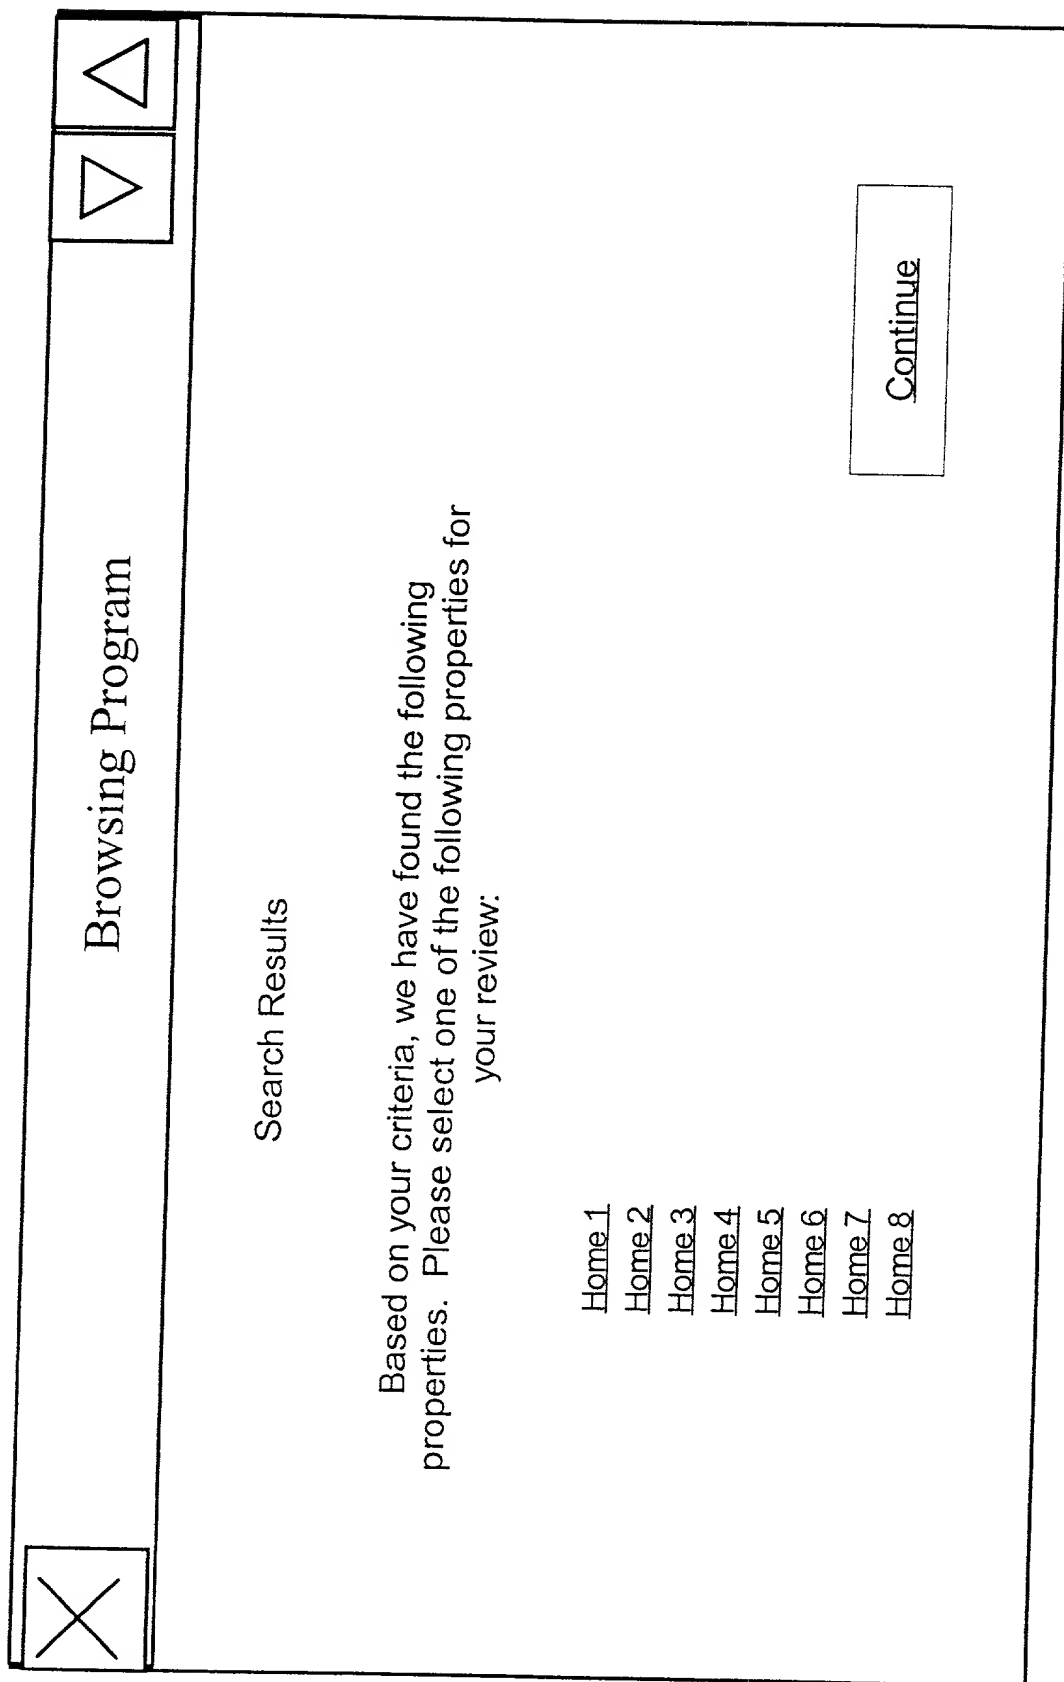 Browsing Program
Search Results
Based on your criteria, we have found the following
properties. Please select one of the following properties for
your review:
Home 1
Home 2
Home 3
Home 4
Home 5
Home 6
Home 7
Home 8
Continue